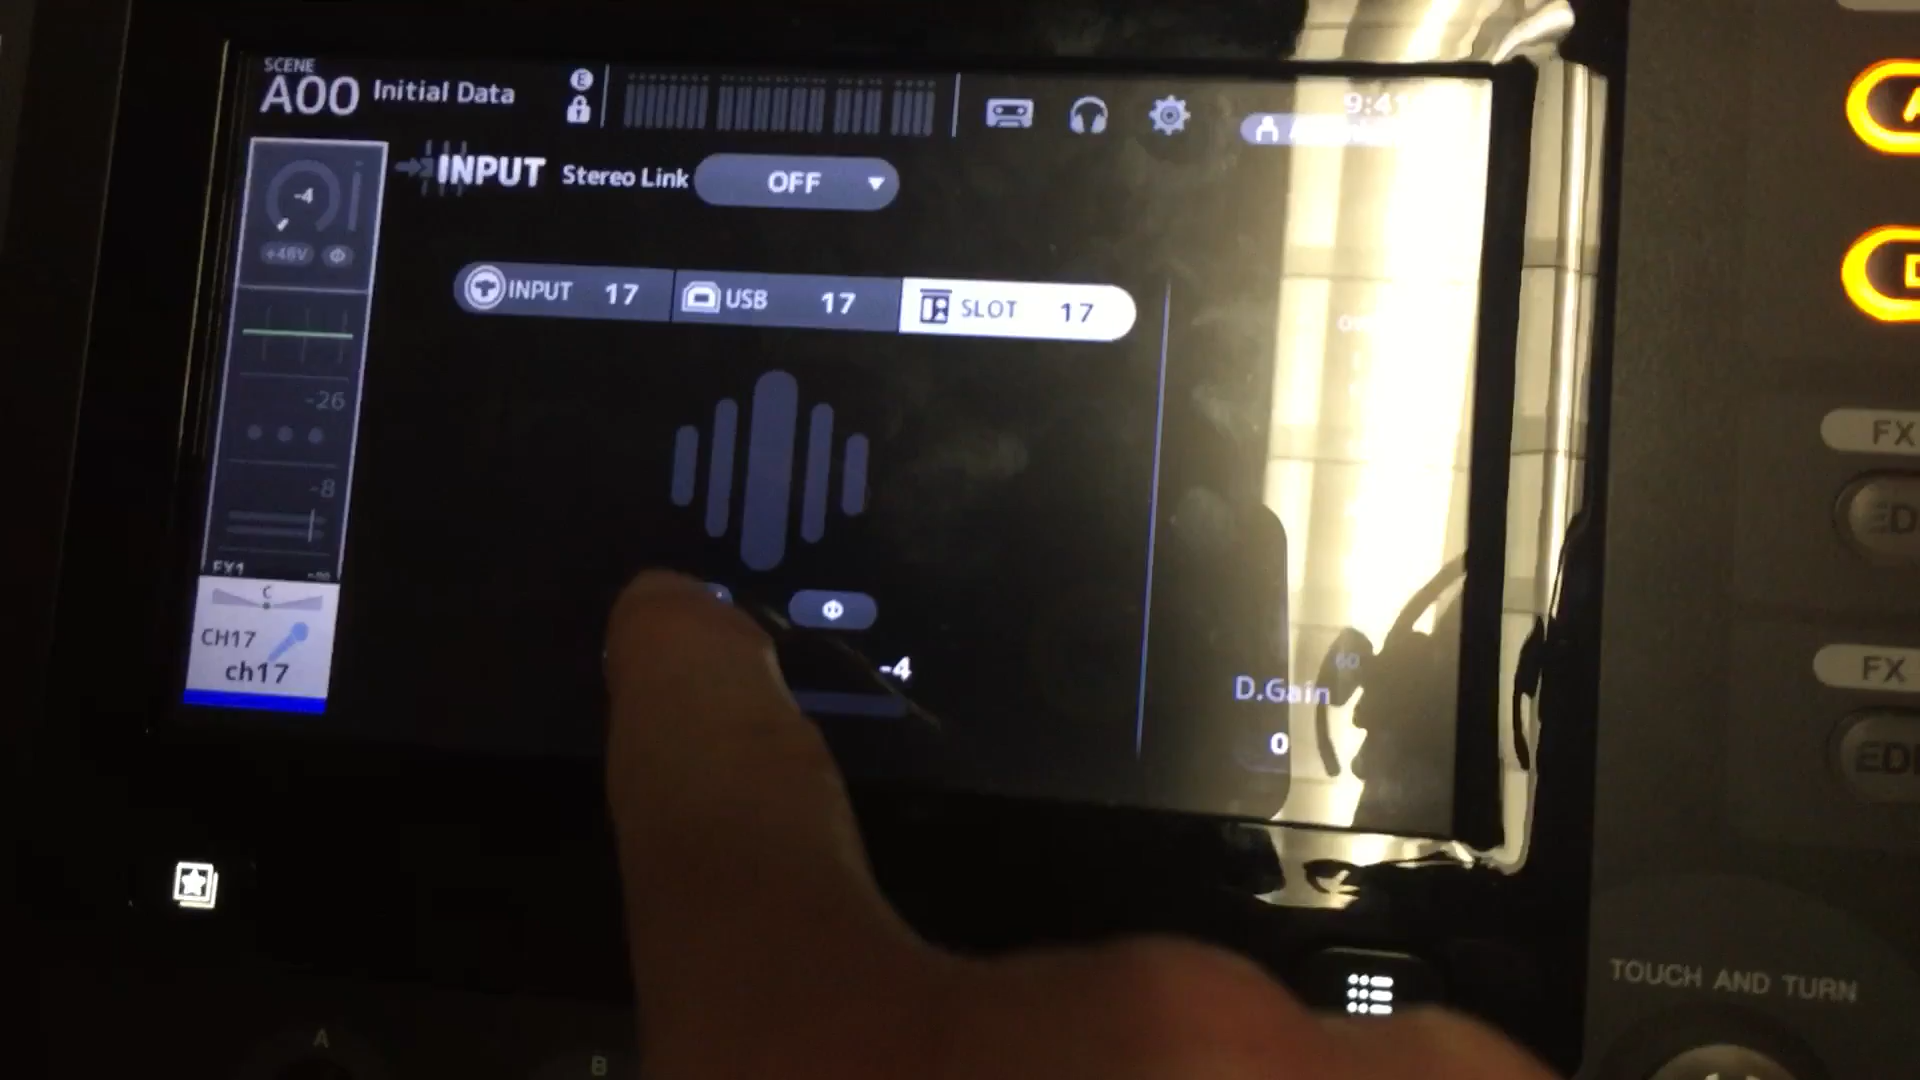 SCENE
A00 Initial Data
E
9:4
-4
INPUT Stereo Link OFF
+48V Φ
INPUT 17 USB 17 SLOT 17
-26
-8
FX1
C
CH17
ch17
Φ
-4
60
D.Gain
0
FX
ED
FX
EDI
TOUCH AND TURN
A
B